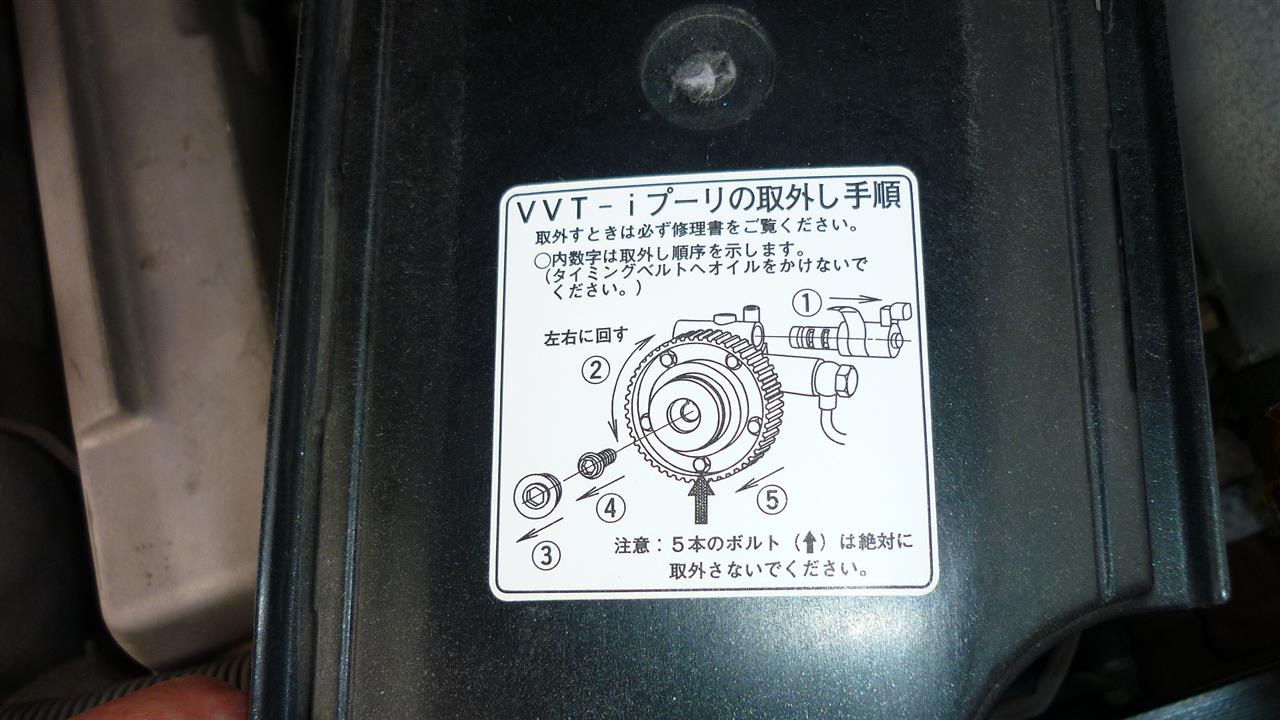 VVT-iプーリの取外し手順
取外すときは必ず修理書をご覧ください。
○内数字は取外し順序を示します。
(タイミングベルトへオイルをかけないで
ください。)
①
左右に回す
②
⑤
④
③
注意：5本のボルト(⬆)は絶対に
取外さないでください。